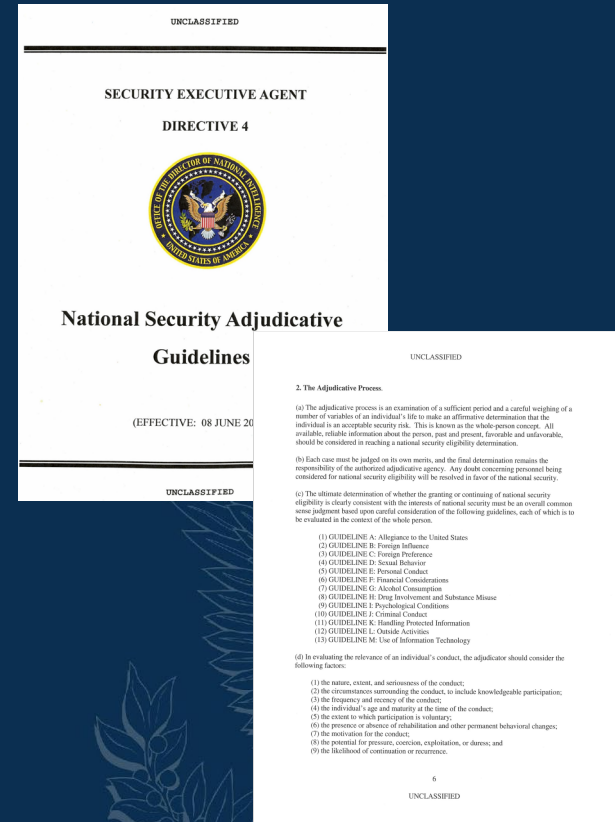 UNCLASSIFIED
SECURITY EXECUTIVE AGENT
DIRECTIVE 4
OFFICE OF THE DIRECTOR OF NATIONAL INTELLIGENCE
UNITED STATES OF AMERICA
National Security Adjudicative
Guidelines
(EFFECTIVE: 08 JUNE 20
UNCLASSIFIED
UNCLASSIFIED
2. The Adjudicative Process.
(a) The adjudicative process is an examination of a sufficient period and a careful weighing of a
number of variables of an individual's life to make an affirmative determination that the
individual is an acceptable security risk. This is known as the whole-person concept. All
available, reliable information about the person, past and present, favorable and unfavorable,
should be considered in reaching a national security eligibility determination.
(b) Each case must be judged on its own merits, and the final determination remains the
responsibility of the authorized adjudicative agency. Any doubt concerning personnel being
considered for national security eligibility will be resolved in favor of the national security.
(c) The ultimate determination of whether the granting or continuing of national security
eligibility is clearly consistent with the interests of national security must be an overall common
sense judgment based upon careful consideration of the following guidelines, each of which is to
be evaluated in the context of the whole person.
(1) GUIDELINE A: Allegiance to the United States
(2) GUIDELINE B: Foreign Influence
(3) GUIDELINE C: Foreign Preference
(4) GUIDELINE D: Sexual Behavior
(5) GUIDELINE E: Personal Conduct
(6) GUIDELINE F: Financial Considerations
(7) GUIDELINE G: Alcohol Consumption
(8) GUIDELINE H: Drug Involvement and Substance Misuse
(9) GUIDELINE I: Psychological Conditions
(10) GUIDELINE J: Criminal Conduct
(11) GUIDELINE K: Handling Protected Information
(12) GUIDELINE L: Outside Activities
(13) GUIDELINE M: Use of Information Technology
(d) In evaluating the relevance of an individual's conduct, the adjudicator should consider the
following factors:
(1) the nature, extent, and seriousness of the conduct;
(2) the circumstances surrounding the conduct, to include knowledgeable participation;
(3) the frequency and recency of the conduct;
(4) the individual's age and maturity at the time of the conduct;
(5) the extent to which participation is voluntary;
(6) the presence or absence of rehabilitation and other permanent behavioral changes;
(7) the motivation for the conduct;
(8) the potential for pressure, coercion, exploitation, or duress; and
(9) the likelihood of continuation or recurrence.
6
UNCLASSIFIED